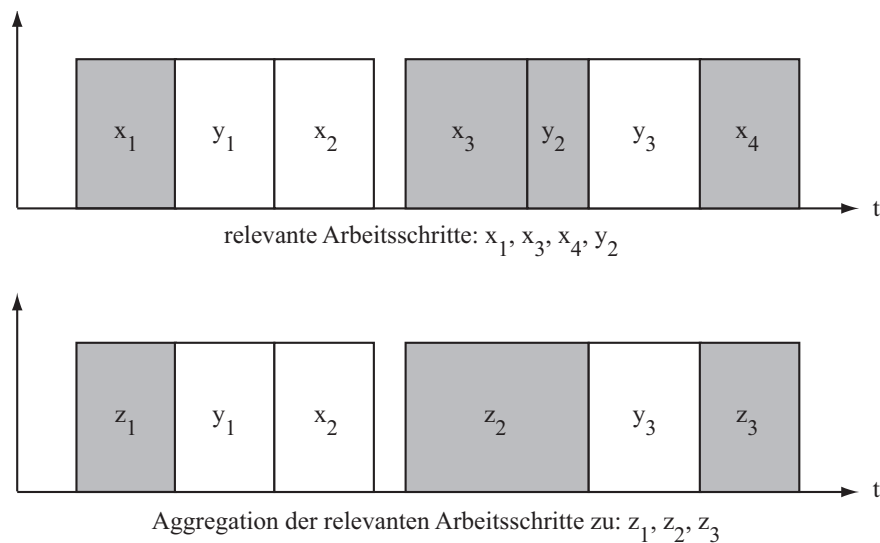 x₁ y₁ x₂ x₃ y₂ y₃ x₄
t
relevante Arbeitsschritte: x₁, x₃, x₄, y₂
z₁ y₁ x₂ z₂ y₃ z₃
t
Aggregation der relevanten Arbeitsschritte zu: z₁, z₂, z₃